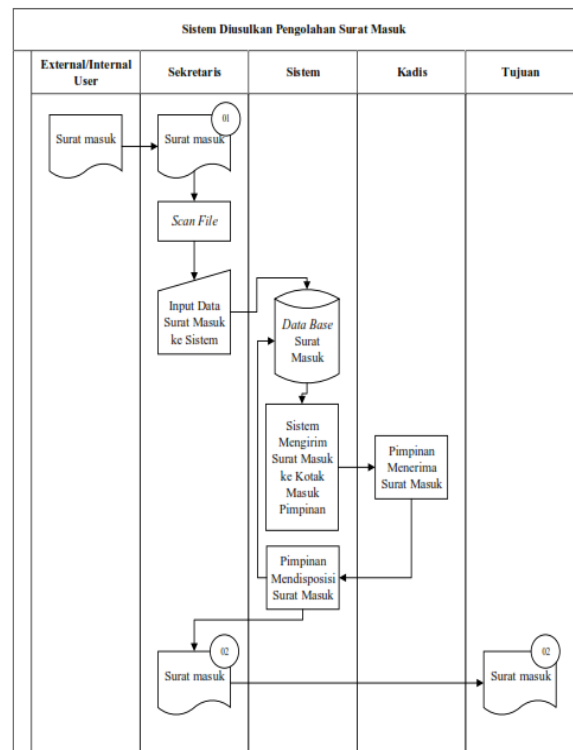 Sistem Diusulkan Pengolahan Surat Masuk
External/Internal
User
Sekretaris
Sistem
Kadis
Tujuan
Surat masuk
01
Surat masuk
Scan File
Input Data
Surat Masuk
ke Sistem
Data Base
Surat
Masuk
Sistem
Mengirim
Surat Masuk
ke Kotak
Masuk
Pimpinan
Pimpinan
Menerima
Surat Masuk
Pimpinan
Mendisposisi
Surat Masuk
02
Surat masuk
02
Surat masuk